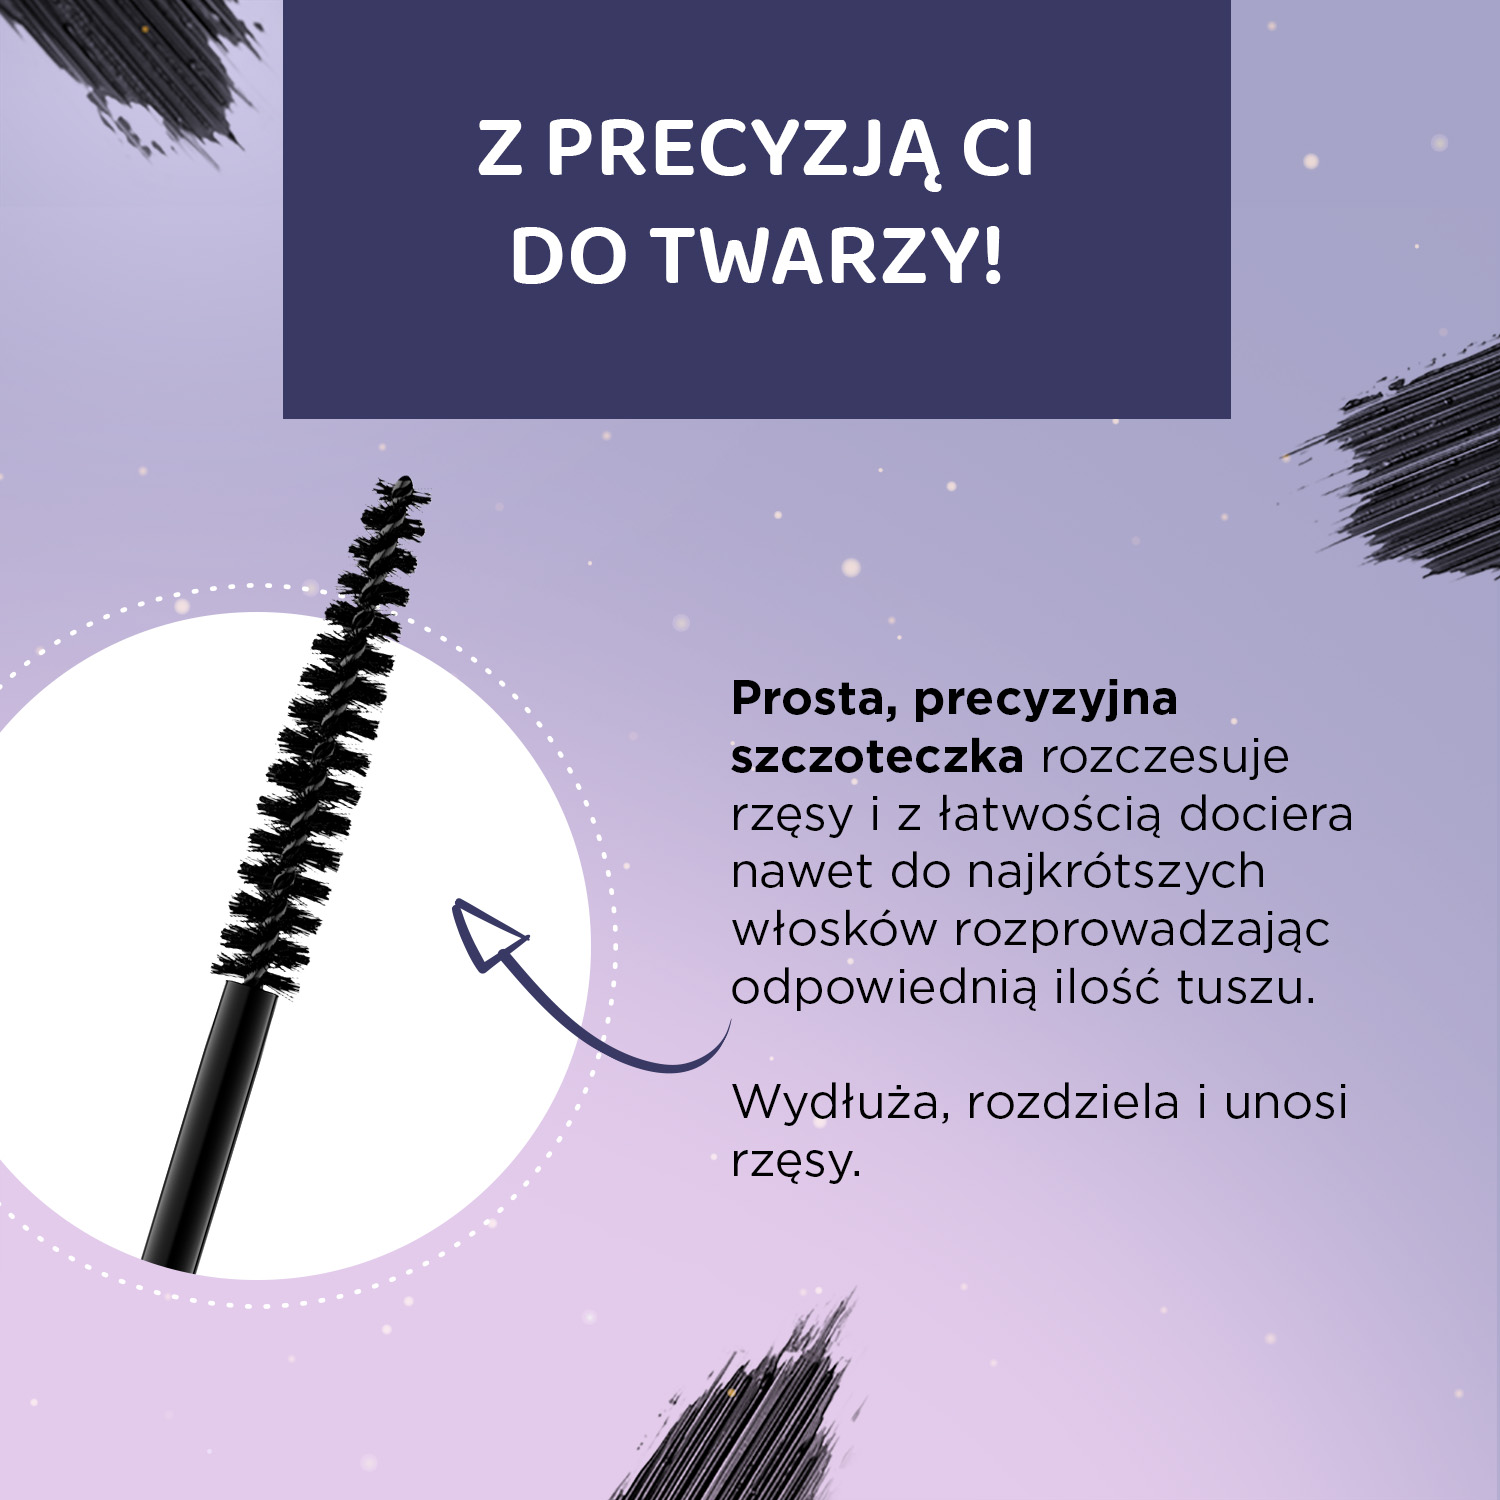 Z PRECYZJĄ CI
DO TWARZY!
Prosta, precyzyjna
szczoteczka rozczesuje
rzęsy i z łatwością dociera
nawet do najkrótszych
włosków rozprowadzając
odpowiednią ilość tuszu.
Wydłuża, rozdziela i unosi
rzęsy.